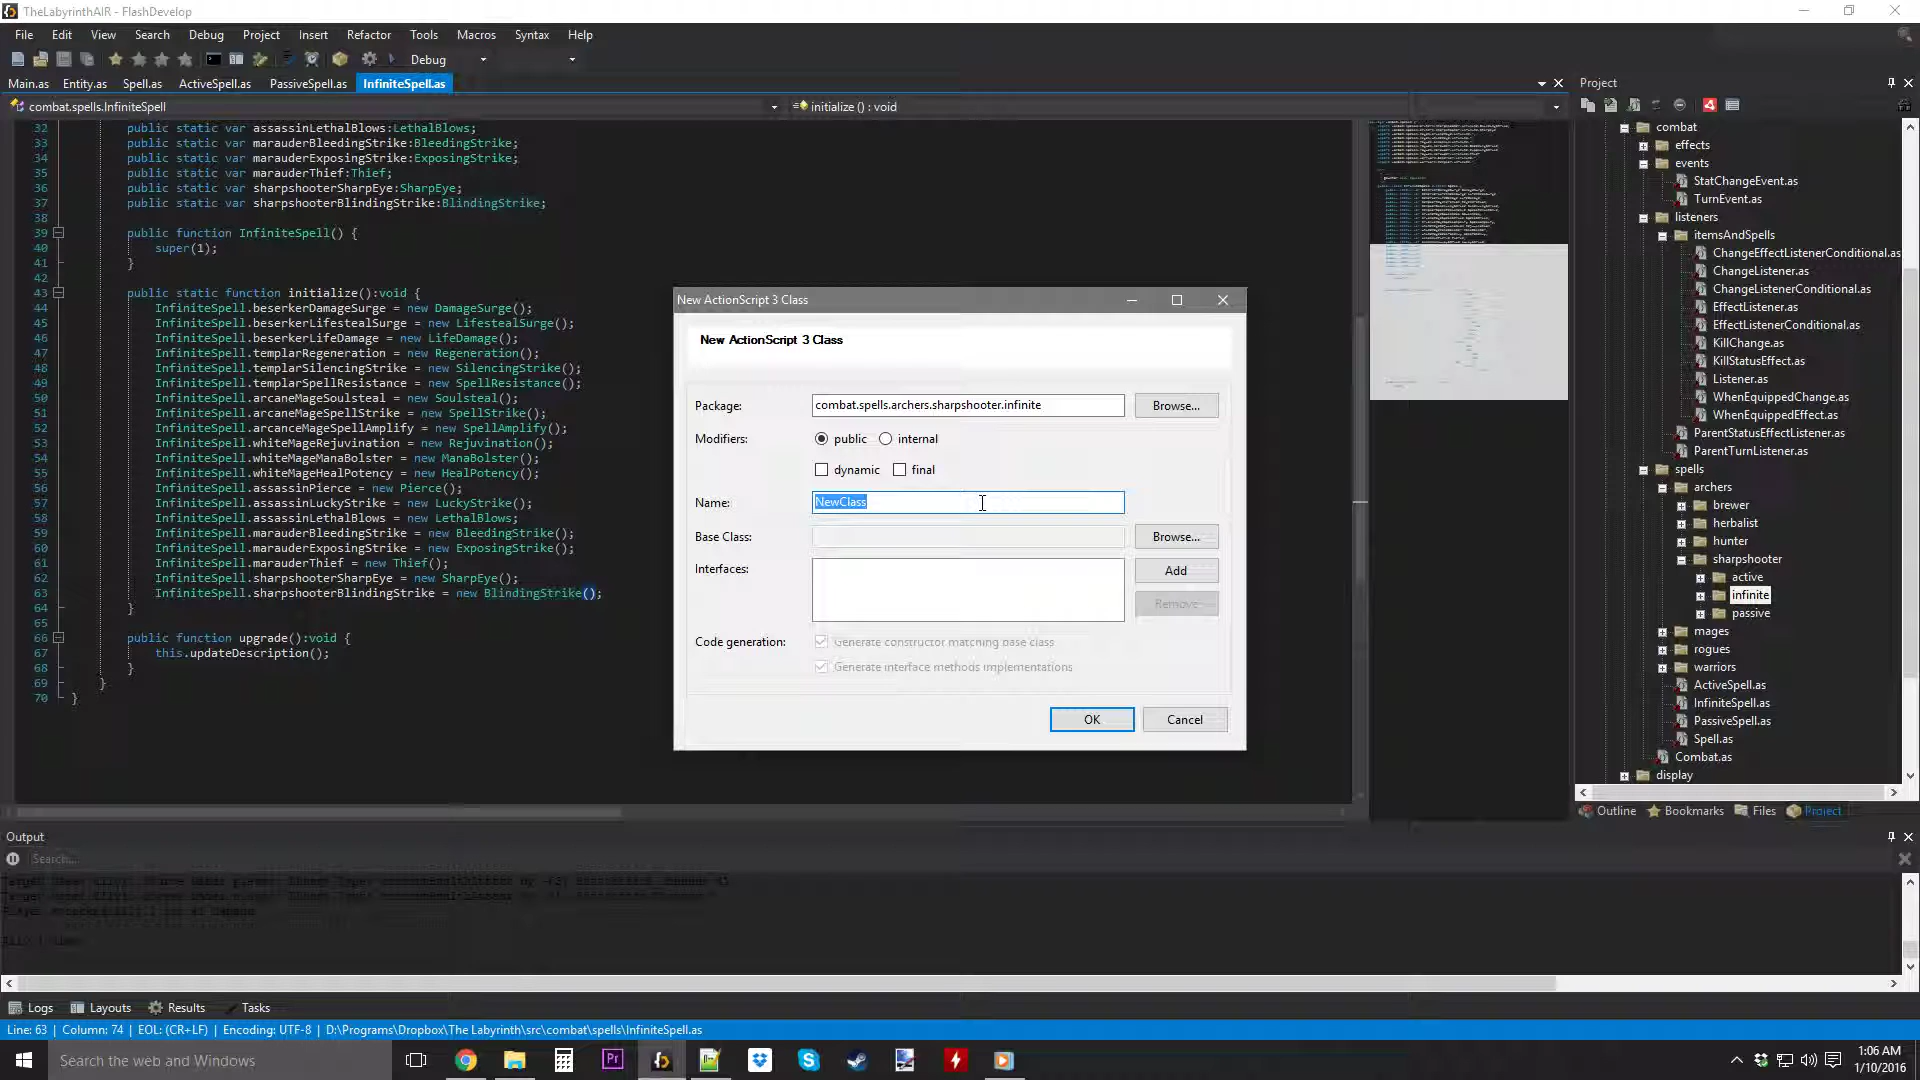 TheLabyrinthAIR - FlashDevelop
File Edit View Search Debug Project Insert Refactor Tools Macros Syntax Help
Debug
Main.as Entity.as Spell.as ActiveSpell.as PassiveSpell.as InfiniteSpell.as
combat.spells.InfiniteSpell
initialize () : void
32 public static var assassinLethalBlows:LethalBlows;
33 public static var marauderBleedingStrike:BleedingStrike;
34 public static var marauderExposingStrike:ExposingStrike;
35 public static var marauderThief:Thief;
36 public static var sharpshooterSharpEye:SharpEye;
37 public static var sharpshooterBlindingStrike:BlindingStrike;
38
39 public function InfiniteSpell() {
40 super(1);
41 }
42
43 public static function initialize():void {
44 InfiniteSpell.beserkerDamageSurge = new DamageSurge();
45 InfiniteSpell.beserkerLifestealSurge = new LifestealSurge();
46 InfiniteSpell.beserkerLifeDamage = new LifeDamage();
47 InfiniteSpell.templarRegeneration = new Regeneration();
48 InfiniteSpell.templarSilencingStrike = new SilencingStrike();
49 InfiniteSpell.templarSpellResistance = new SpellResistance();
50 InfiniteSpell.arcaneMageSoulsteal = new Soulsteal();
51 InfiniteSpell.arcaneMageSpellStrike = new SpellStrike();
52 InfiniteSpell.arcanceMageSpellAmplify = new SpellAmplify();
53 InfiniteSpell.whiteMageRejuvination = new Rejuvination();
54 InfiniteSpell.whiteMageManaBolster = new ManaBolster();
55 InfiniteSpell.whiteMageHealPotency = new HealPotency();
56 InfiniteSpell.assassinPierce = new Pierce();
57 InfiniteSpell.assassinLuckyStrike = new LuckyStrike();
58 InfiniteSpell.assassinLethalBlows = new LethalBlows;
59 InfiniteSpell.marauderBleedingStrike = new BleedingStrike();
60 InfiniteSpell.marauderExposingStrike = new ExposingStrike();
61 InfiniteSpell.marauderThief = new Thief();
62 InfiniteSpell.sharpshooterSharpEye = new SharpEye();
63 InfiniteSpell.sharpshooterBlindingStrike = new BlindingStrike();
64 }
65
66 public function upgrade():void {
67 this.updateDescription();
68 }
69 }
70 }
New ActionScript 3 Class
New ActionScript 3 Class
Package: combat.spells.archers.sharpshooter.infinite Browse...
Modifiers: public internal
dynamic final
Name: NewClass
Base Class: Browse...
Interfaces: Add
Remove
Code generation: Generate constructor matching base class
Generate interface methods implementations
OK Cancel
Project
combat
effects
events
StatChangeEvent.as
TurnEvent.as
listeners
itemsAndSpells
ChangeEffectListenerConditional.as
ChangeListener.as
ChangeListenerConditional.as
EffectListener.as
EffectListenerConditional.as
KillChange.as
KillStatusEffect.as
Listener.as
WhenEquippedChange.as
WhenEquippedEffect.as
ParentStatusEffectListener.as
ParentTurnListener.as
spells
archers
brewer
herbalist
hunter
sharpshooter
active
infinite
passive
mages
rogues
warriors
ActiveSpell.as
InfiniteSpell.as
PassiveSpell.as
Spell.as
Combat.as
display
Outline Bookmarks Files Project
Output
Search...
Logs Layouts Results Tasks
Line: 63 | Column: 74 | EOL: (CR+LF) | Encoding: UTF-8 | D:\Programs\Dropbox\The Labyrinth\src\combat\spells\InfiniteSpell.as
Search the web and Windows
Pr
1:06 AM
1/10/2016